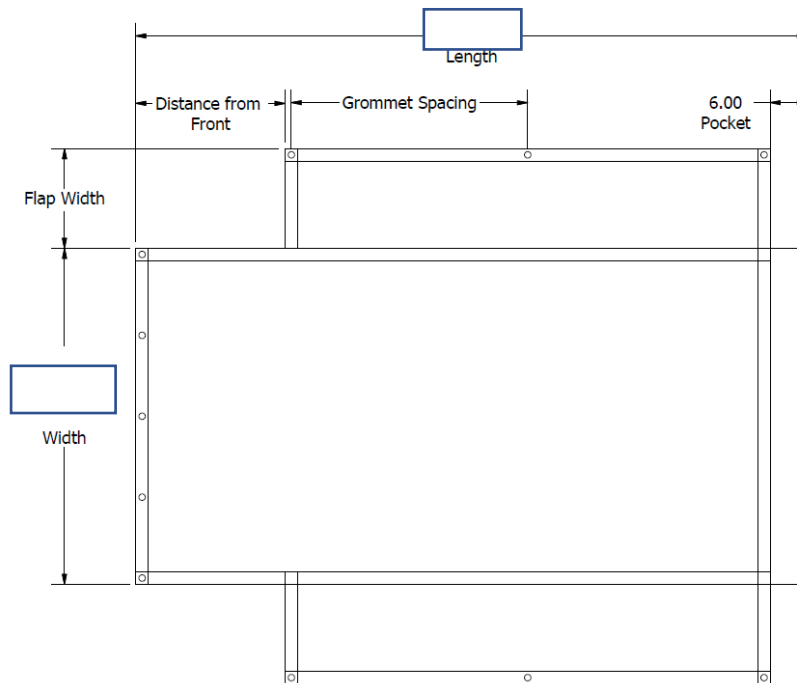 Length
Distance from
Front
Grommet Spacing
6.00
Pocket
Flap Width
Width